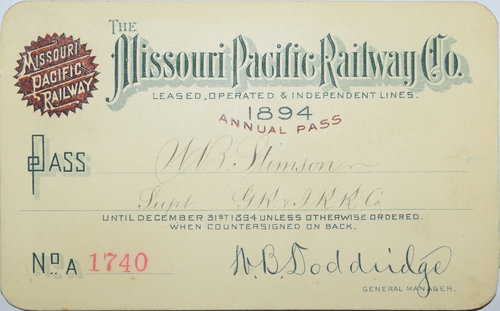 MISSOURI
PACIFIC
RAILWAY
THE
Missouri Pacific Railway Co.
LEASED, OPERATED & INDEPENDENT LINES.
1894
ANNUAL PASS
PASS W. B. Stimson
Supt G.R. & I.R.R. Co
UNTIL DECEMBER 31ST 1894 UNLESS OTHERWISE ORDERED.
WHEN COUNTERSIGNED ON BACK.
No. A 1740
W. B. Doddridge
GENERAL MANAGER.